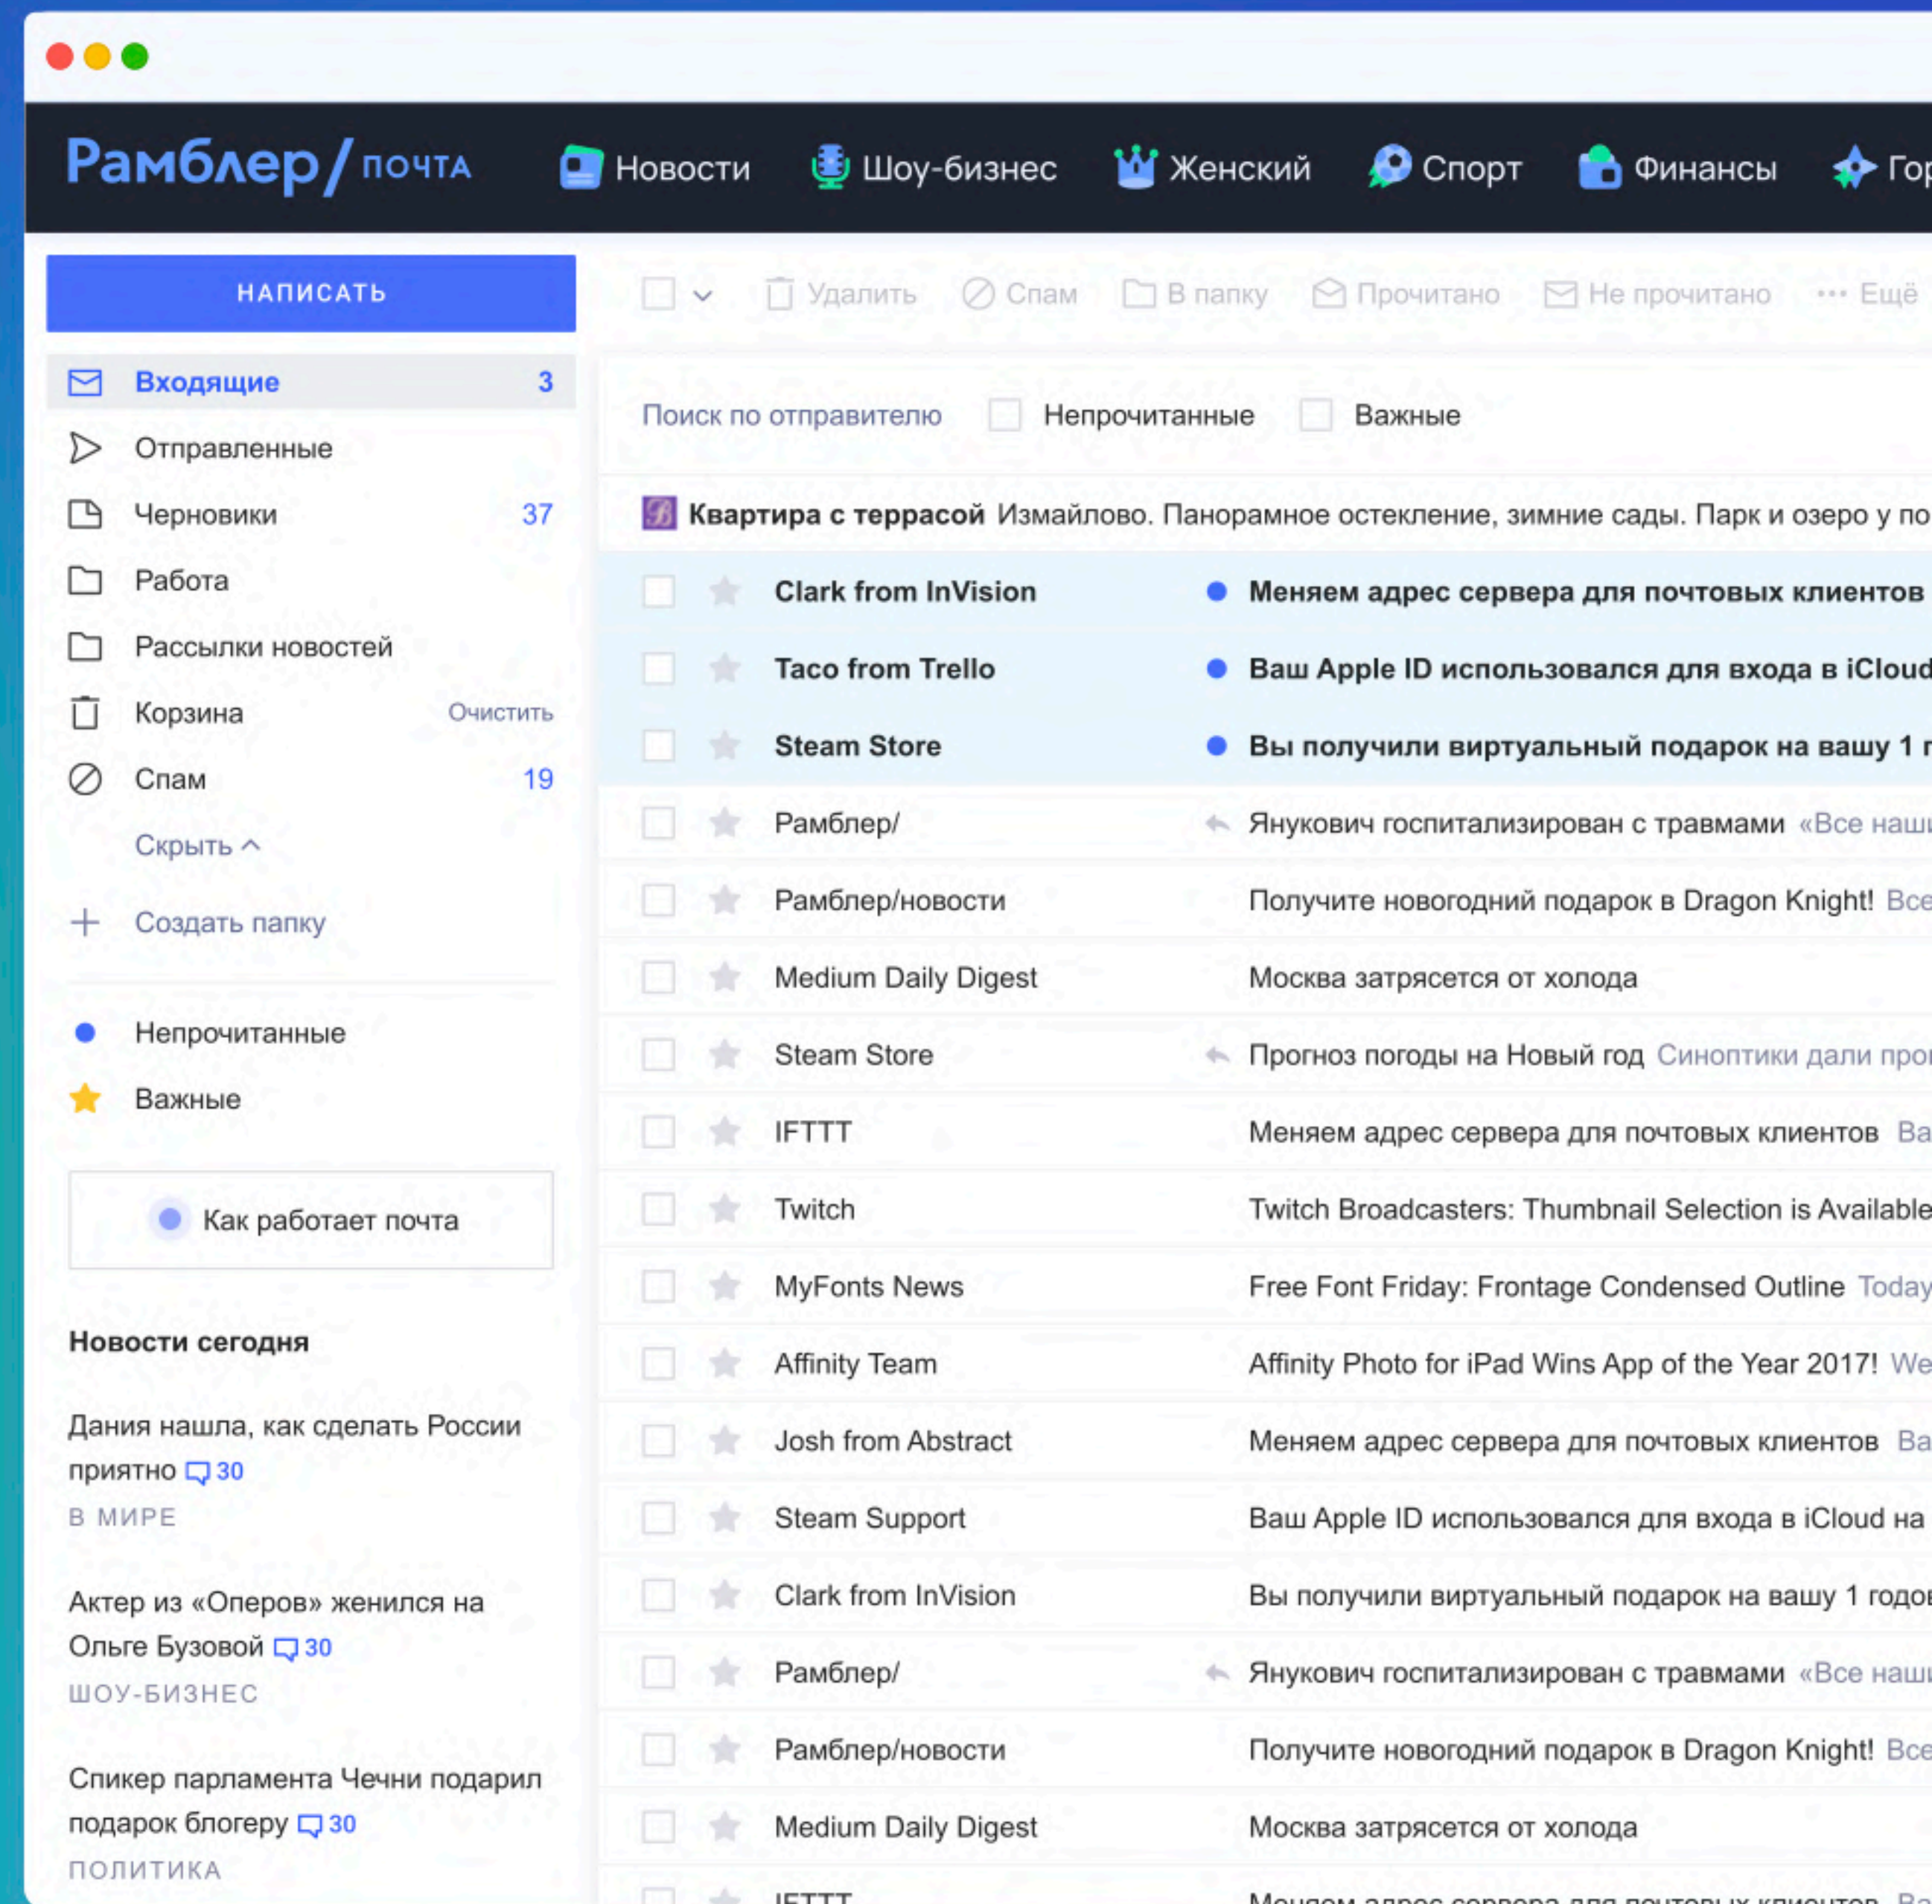 Рамблер/почта Новости Шоу-бизнес Женский Спорт Финансы
НАПИСАТЬ
Входящие 3
Отправленные
Черновики 37
Работа
Рассылки новостей
Корзина Очистить
Спам 19
Скрыть
Создать папку
Непрочитанные
Важные
Как работает почта
Новости сегодня
Дания нашла, как сделать России
приятно 30
В МИРЕ
Актер из «Оперов» женился на
Ольге Бузовой 30
ШОУ-БИЗНЕС
Спикер парламента Чечни подарил
подарок блогеру 30
ПОЛИТИКА
Удалить Спам В папку Прочитано Не прочитано Ещё
Поиск по отправителю Непрочитанные Важные
Квартира с террасой Измайлово. Панорамное остекление, зимние сады. Парк и озеро у
Clark from InVision Меняем адрес сервера для почтовых клиентов
Taco from Trello Ваш Apple ID использовался для входа в iCloud
Steam Store Вы получили виртуальный подарок на вашу 1
Рамблер/ Янукович госпитализирован с травмами «Все
Рамблер/новости Получите новогодний подарок в Dragon Knight! Все
Medium Daily Digest Москва затрясется от холода
Steam Store Прогноз погоды на Новый год Синоптики дали
IFTTT Меняем адрес сервера для почтовых клиентов
Twitch Twitch Broadcasters: Thumbnail Selection is Available
MyFonts News Free Font Friday: Frontage Condensed Outline Today
Affinity Team Affinity Photo for iPad Wins App of the Year 2017! We
Josh from Abstract Меняем адрес сервера для почтовых клиентов
Steam Support Ваш Apple ID использовался для входа в iCloud на
Clark from InVision Вы получили виртуальный подарок на вашу 1
Рамблер/ Янукович госпитализирован с травмами «Все
Рамблер/новости Получите новогодний подарок в Dragon Knight! Все
Medium Daily Digest Москва затрясется от холода
IFTTT Меняем адрес сервера для почтовых клиентов